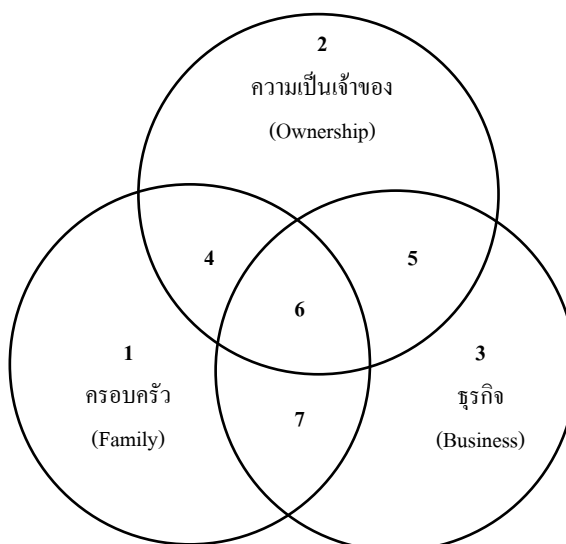 2
ความเป็นเจ้าของ
(Ownership)
4
5
6
1
ครอบครัว
(Family)
3
ธุรกิจ
(Business)
7